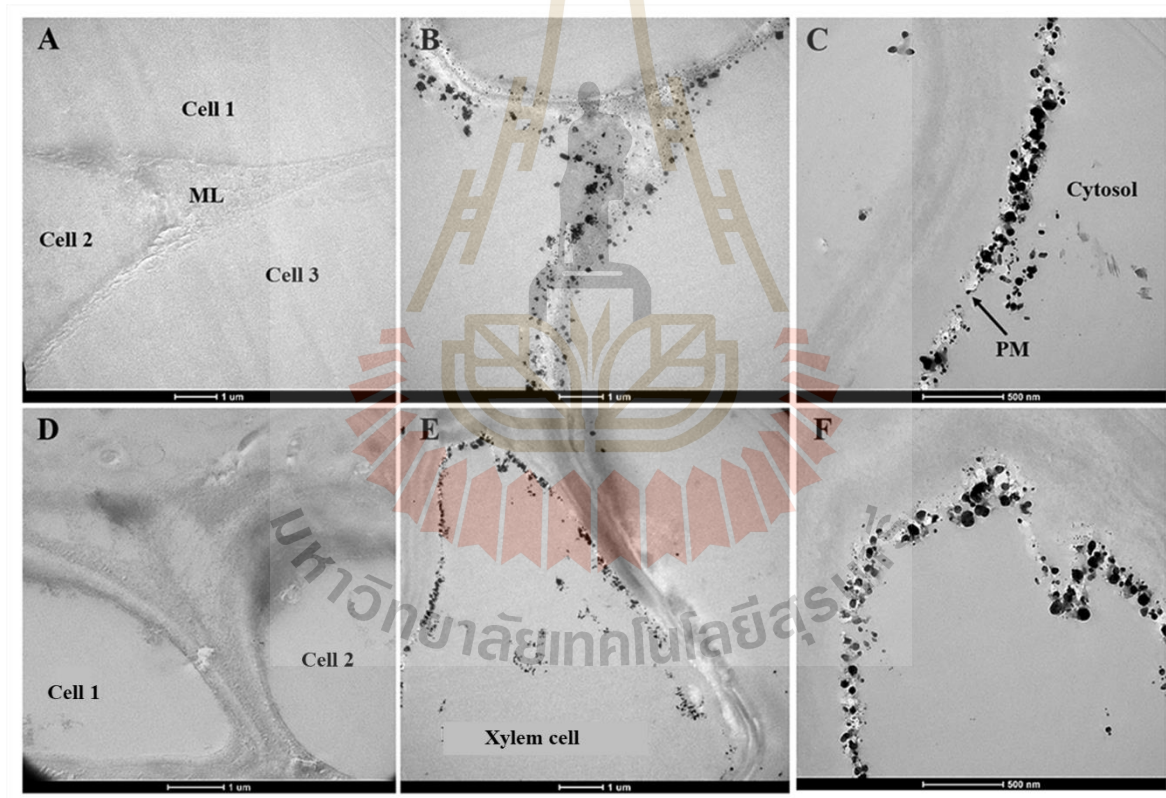 A
Cell 1
ML
Cell 2
Cell 3
1 um
B
1 um
C
Cytosol
PM
500 nm
D
Cell 2
Cell 1
1 um
E
Xylem cell
1 um
F
500 nm
มหาวิทยาลัยเทคโนโลยีสุรนารี